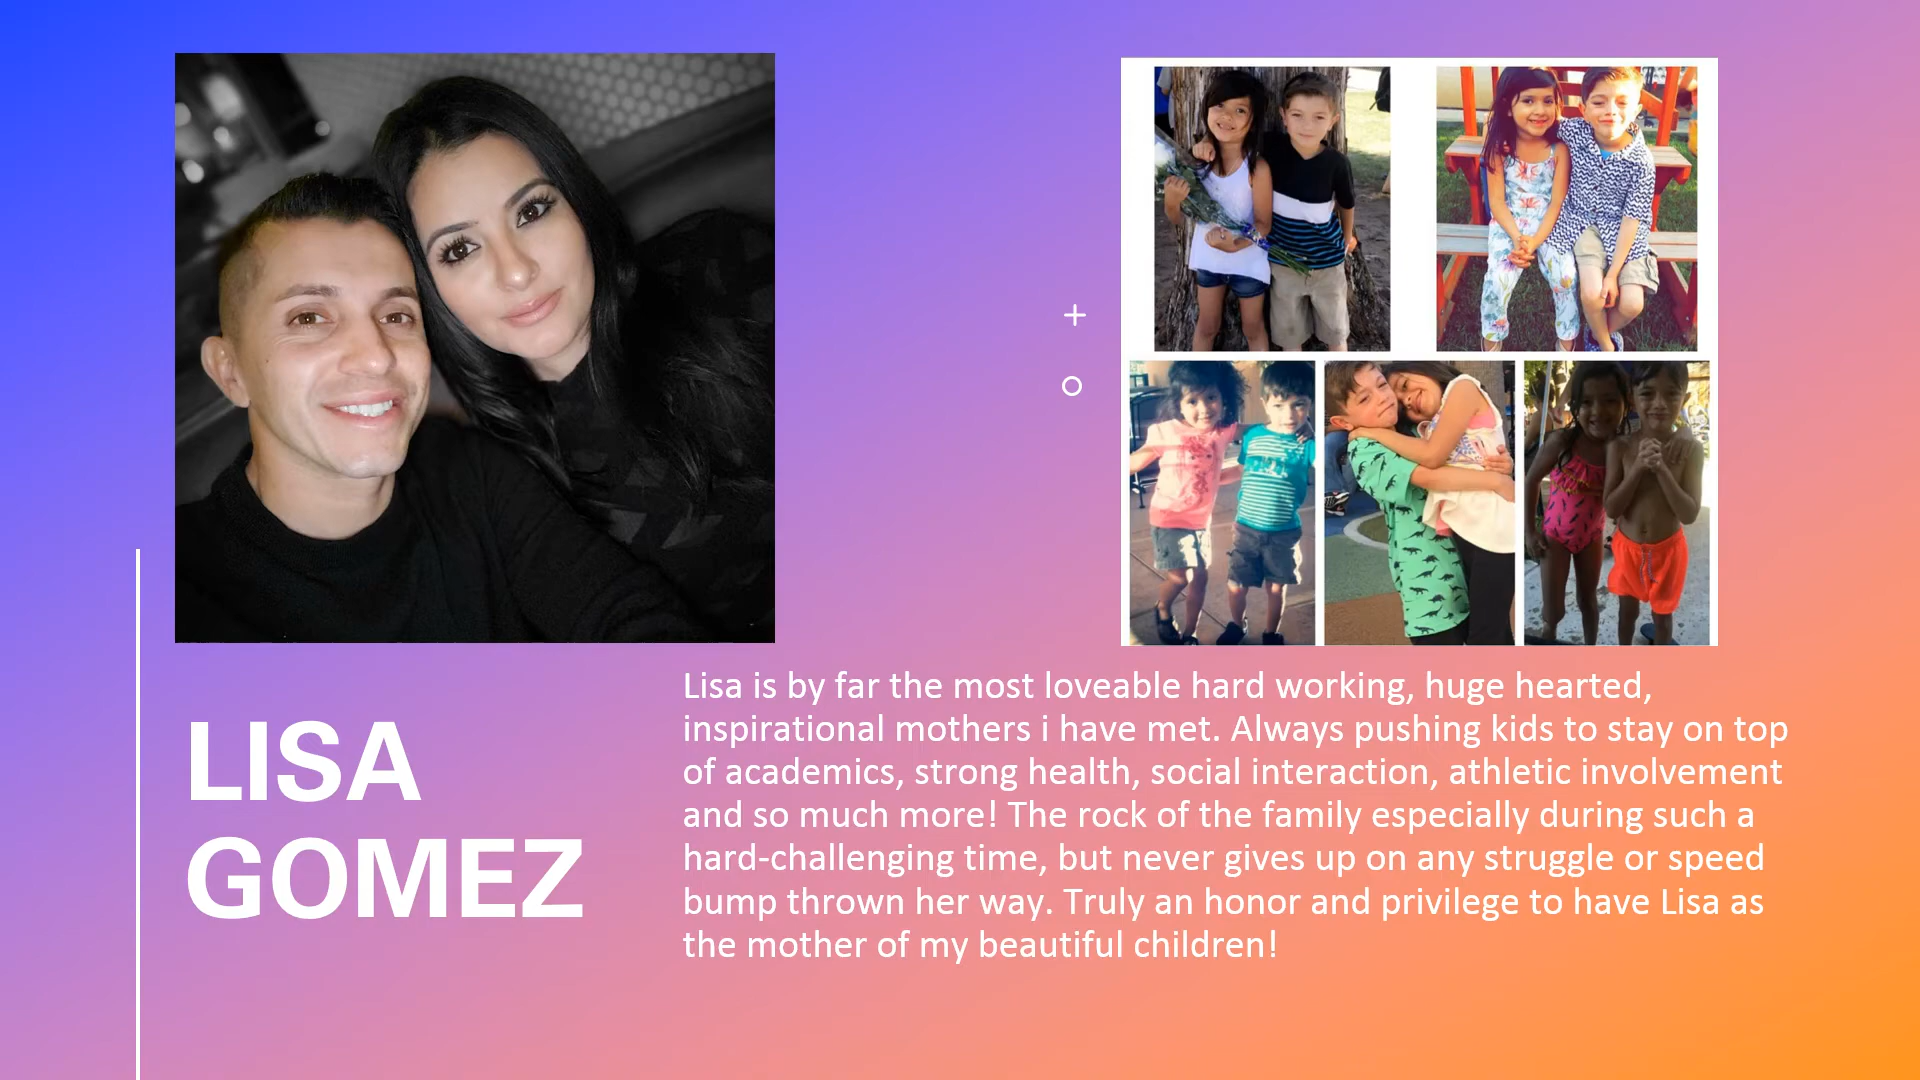 LISA
GOMEZ
Lisa is by far the most loveable hard working, huge hearted,
inspirational mothers i have met. Always pushing kids to stay on top
of academics, strong health, social interaction, athletic involvement
and so much more! The rock of the family especially during such a
hard-challenging time, but never gives up on any struggle or speed
bump thrown her way. Truly an honor and privilege to have Lisa as
the mother of my beautiful children!